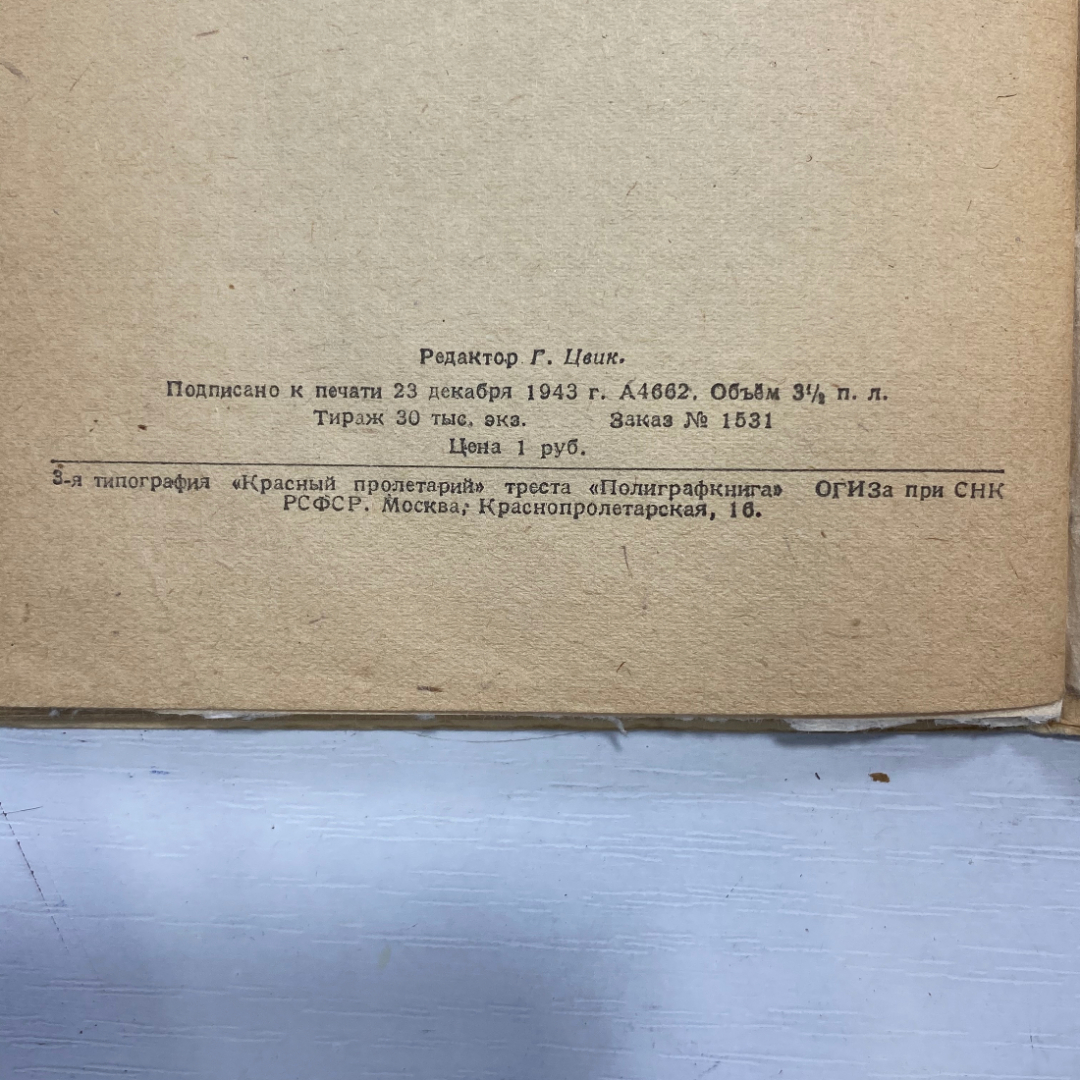 Редактор Г. Цвик.
Подписано к печати 23 декабря 1943 г. А4662. Объём 3½ п. л.
Тираж 30 тыс. экз. Заказ № 1531
Цена 1 руб.
3-я типография «Красный пролетарий» треста «Полиграфкнига» ОГИЗа при СНК
РСФСР. Москва, Краснопролетарская, 16.